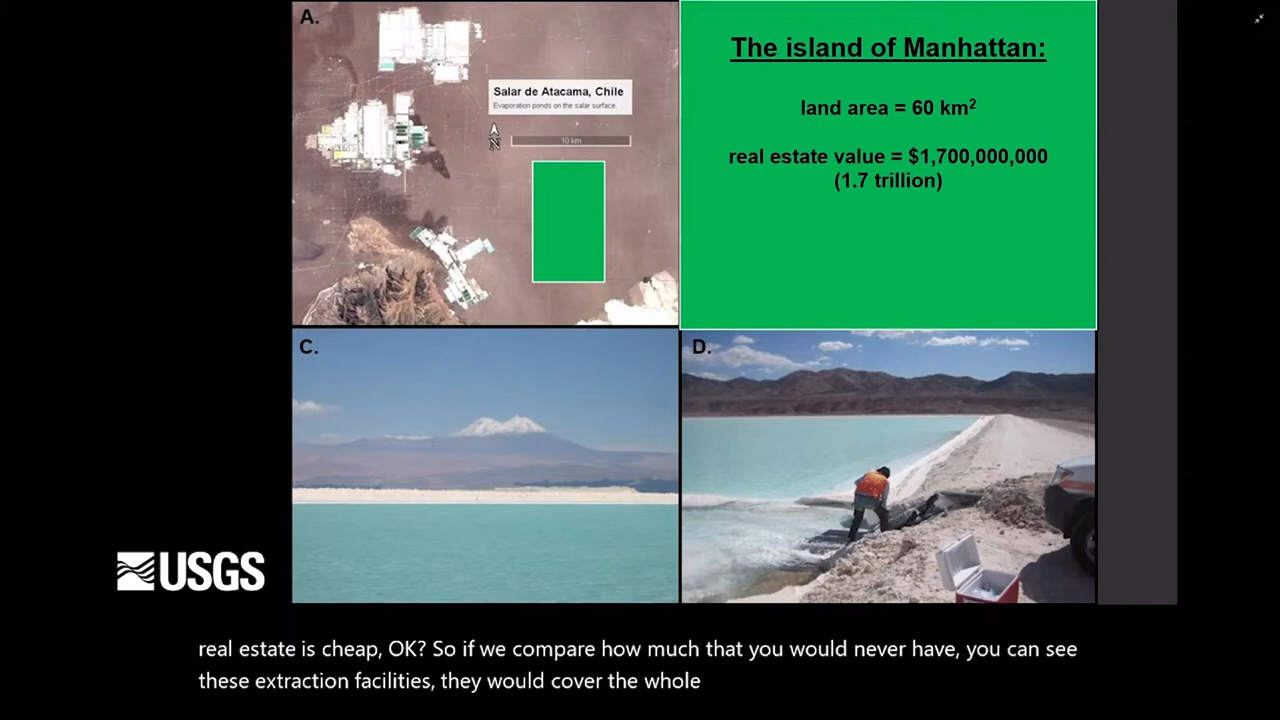 A.
Salar de Atacama, Chile
Evaporation ponds on the salar surface.
N
10 km
The island of Manhattan:
land area = 60 km²
real estate value = $1,700,000,000
(1.7 trillion)
C.
D.
USGS
real estate is cheap, OK? So if we compare how much that you would never have, you can see
these extraction facilities, they would cover the whole